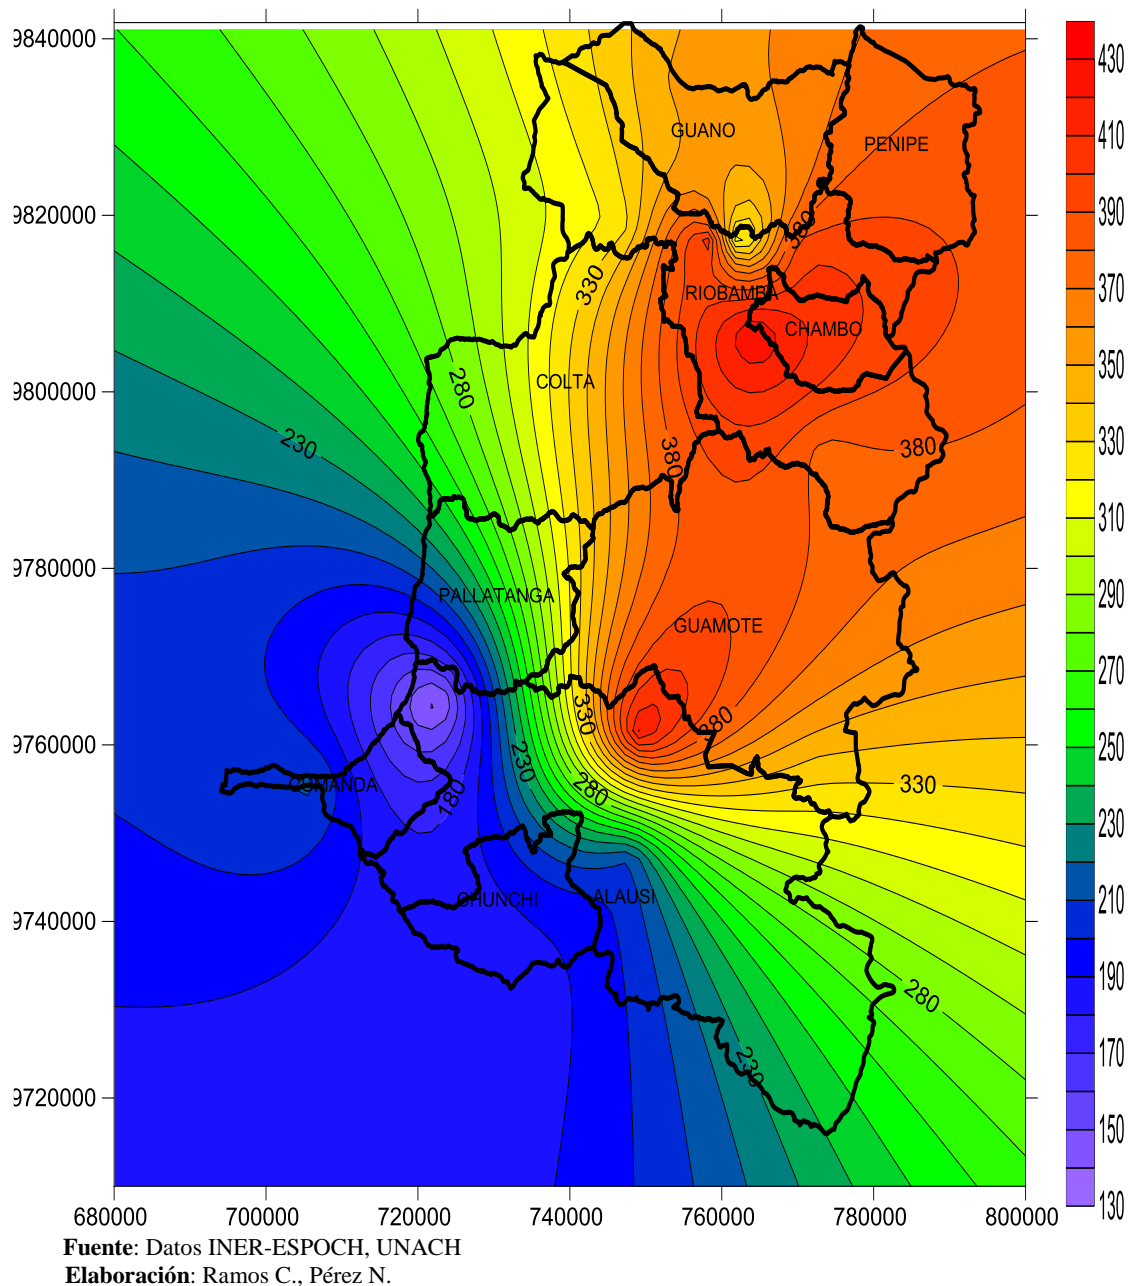 9840000
9820000
9800000
9780000
9760000
9740000
9720000
680000 700000 720000 740000 760000 780000 800000
GUANO
PENIPE
380
330
RIOBAMBA
CHAMBO
COLTA
280
230
380
380
PALLATANGA
GUAMOTE
330
380
230
280
330
CUMANDA
180
CHUNCHI
ALAUSI
280
230
430
410
390
370
350
330
310
290
270
250
230
210
190
170
150
130
Fuente: Datos INER-ESPOCH, UNACH
Elaboración: Ramos C., Pérez N.